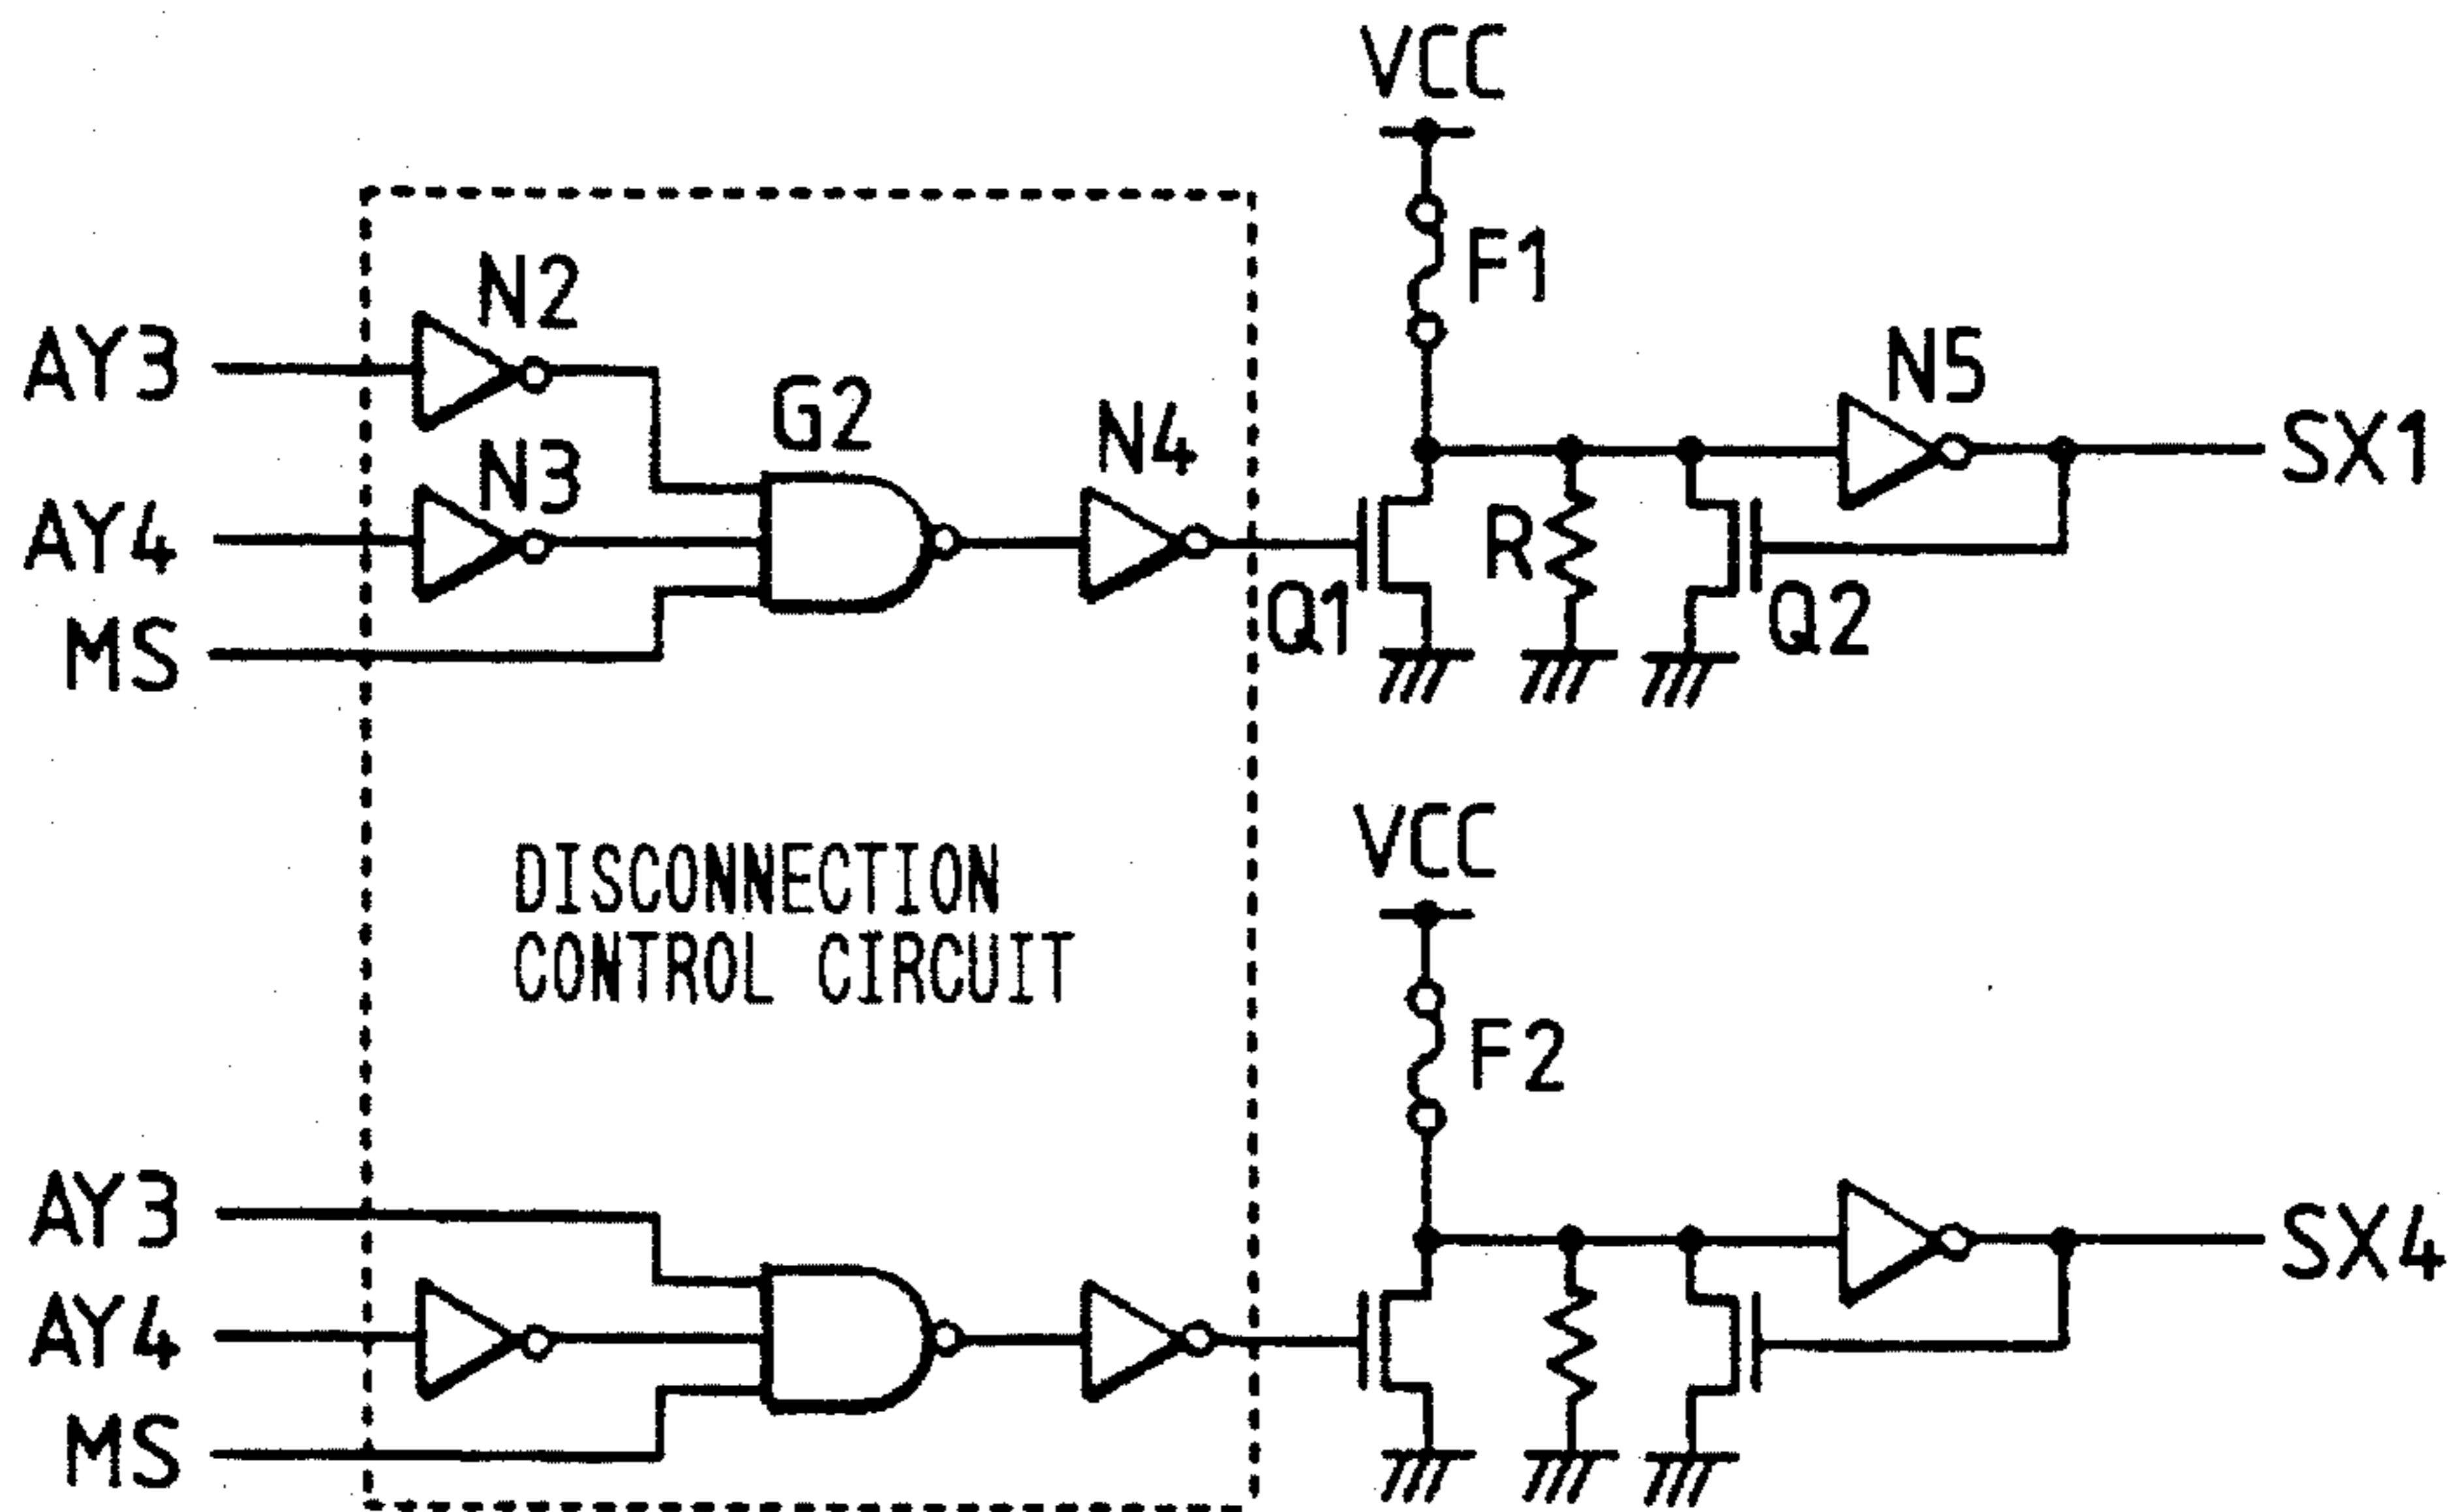 VCC
F1
N2
AY3
N5
G2
N4
SX1
N3
AY4
R
Q1
Q2
MS
VCC
DISCONNECTION
CONTROL CIRCUIT
F2
AY3
SX4
AY4
MS